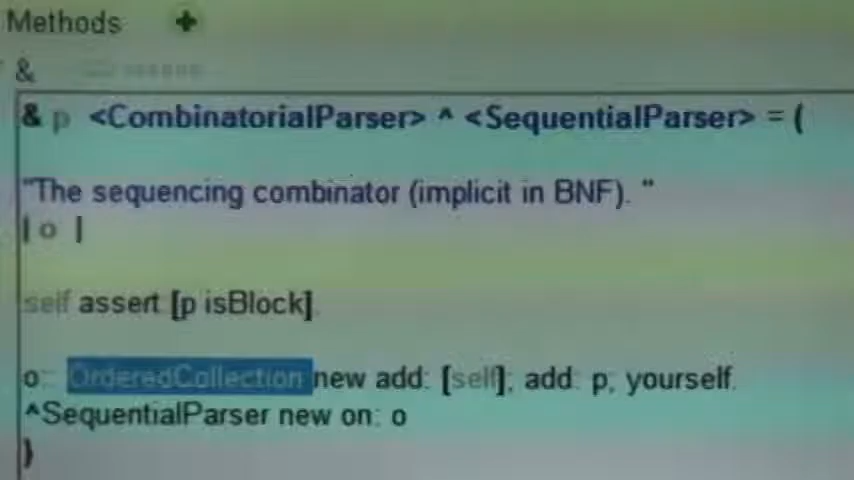 Methods +
&
& p <CombinatorialParser> ^ <SequentialParser> = (
"The sequencing combinator (implicit in BNF). "
| o |
self assert: [p isBlock].
o:: OrderedCollection new add: [self]; add: p; yourself.
^SequentialParser new on: o
)